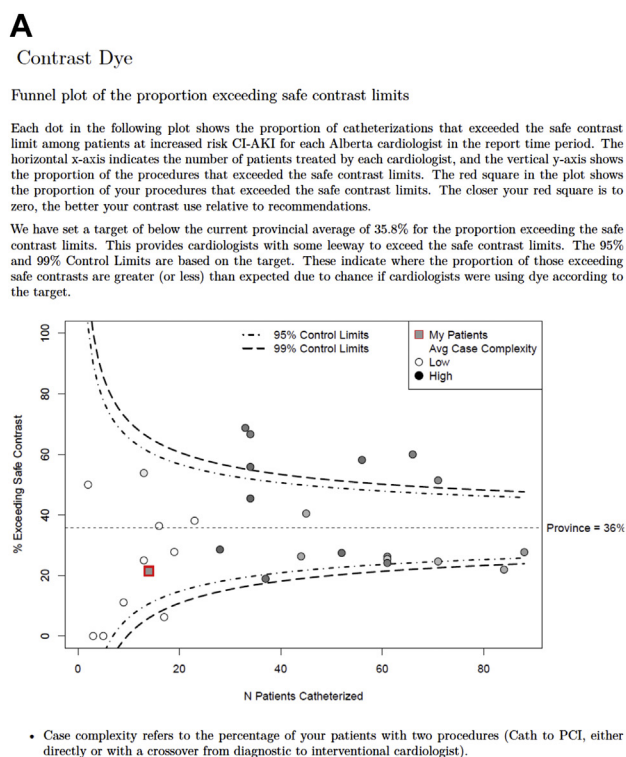 A
Contrast Dye
Funnel plot of the proportion exceeding safe contrast limits
Each dot in the following plot shows the proportion of catheterizations that exceeded the safe contrast
limit among patients at increased risk CI-AKI for each Alberta cardiologist in the report time period. The
horizontal x-axis indicates the number of patients treated by each cardiologist, and the vertical y-axis shows
the proportion of the procedures that exceeded the safe contrast limits. The red square in the plot shows
the proportion of your procedures that exceeded the safe contrast limits. The closer your red square is to
zero, the better your contrast use relative to recommendations.
We have set a target of below the current provincial average of 35.8% for the proportion exceeding the safe
contrast limits. This provides cardiologists with some leeway to exceed the safe contrast limits. The 95%
and 99% Control Limits are based on the target. These indicate where the proportion of those exceeding
safe contrasts are greater (or less) than expected due to chance if cardiologists were using dye according to
the target.
95% Control Limits
99% Control Limits
My Patients
Avg Case Complexity
Low
High
% Exceeding Safe Contrast
100
80
60
40
20
0
Province = 36%
0 20 40 60 80
N Patients Catheterized
• Case complexity refers to the percentage of your patients with two procedures (Cath to PCI, either
directly or with a crossover from diagnostic to interventional cardiologist).